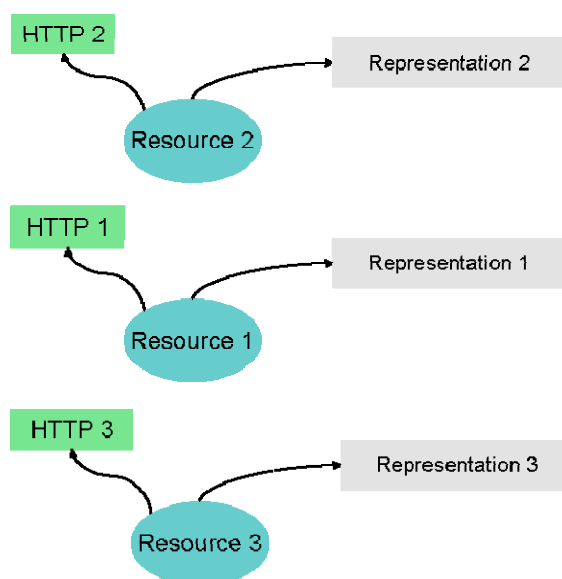 HTTP 2
Representation 2
Resource 2
HTTP 1
Representation 1
Resource 1
HTTP 3
Representation 3
Resource 3